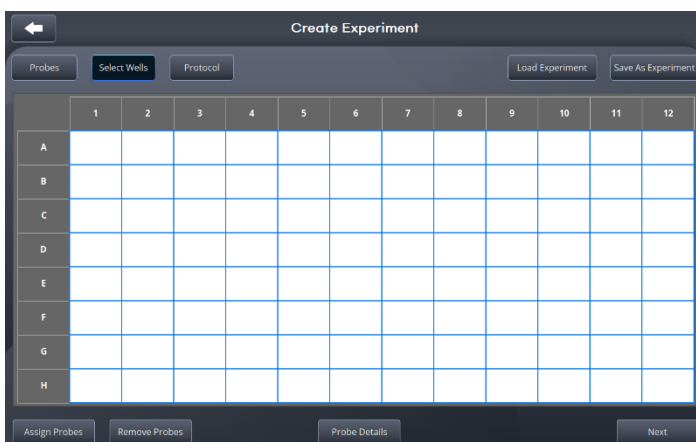 Create Experiment
Probes Select Wells Protocol Load Experiment Save As Experiment
1 2 3 4 5 6 7 8 9 10 11 12
A
B
C
D
E
F
G
H
Assign Probes Remove Probes Probe Details Next